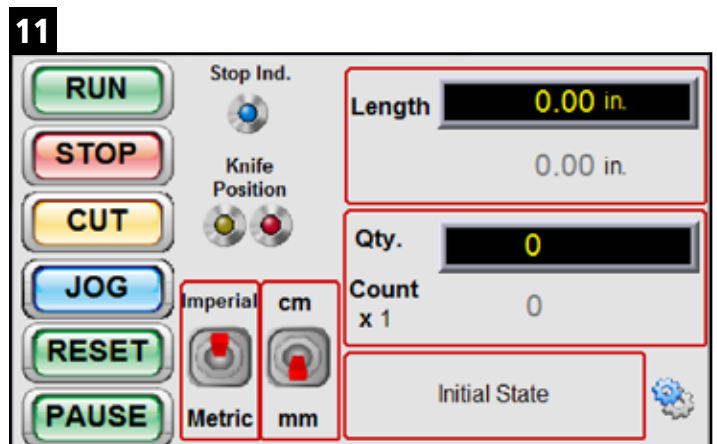 11
RUN
STOP
CUT
JOG
RESET
PAUSE
Stop Ind.
Knife
Position
Imperial
Metric
cm
mm
Length
0.00 in.
0.00 in.
Qty.
0
Count
x 1
0
Initial State